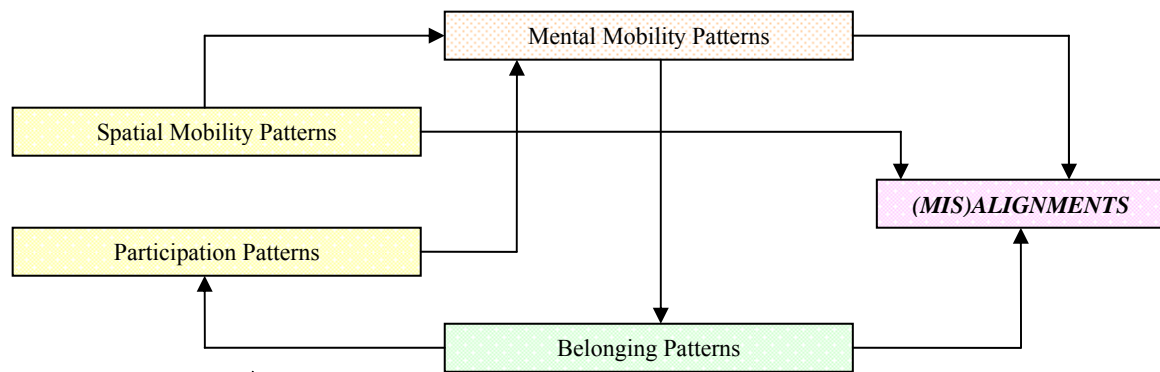 Mental Mobility Patterns
Spatial Mobility Patterns
(MIS)ALIGNMENTS
Participation Patterns
Belonging Patterns